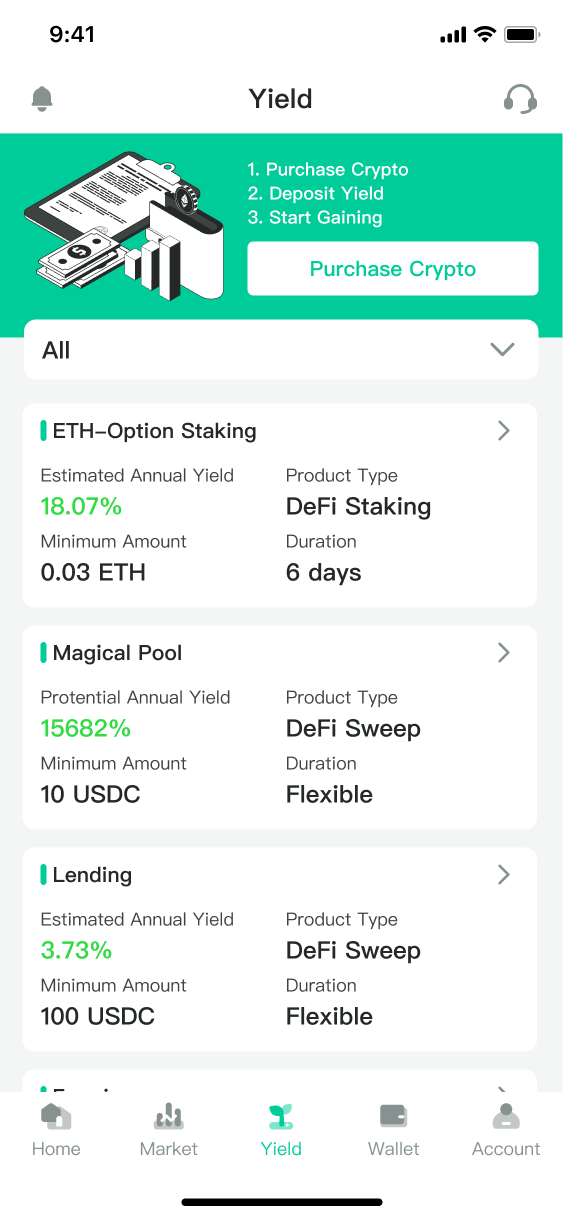 9:41
Yield
1. Purchase Crypto
2. Deposit Yield
3. Start Gaining
Purchase Crypto
All
ETH-Option Staking
Estimated Annual Yield
Product Type
18.07%
DeFi Staking
Minimum Amount
Duration
0.03 ETH
6 days
Magical Pool
Protential Annual Yield
Product Type
15682%
DeFi Sweep
Minimum Amount
Duration
10 USDC
Flexible
Lending
Estimated Annual Yield
Product Type
3.73%
DeFi Sweep
Minimum Amount
Duration
100 USDC
Flexible
Home
Market
Yield
Wallet
Account